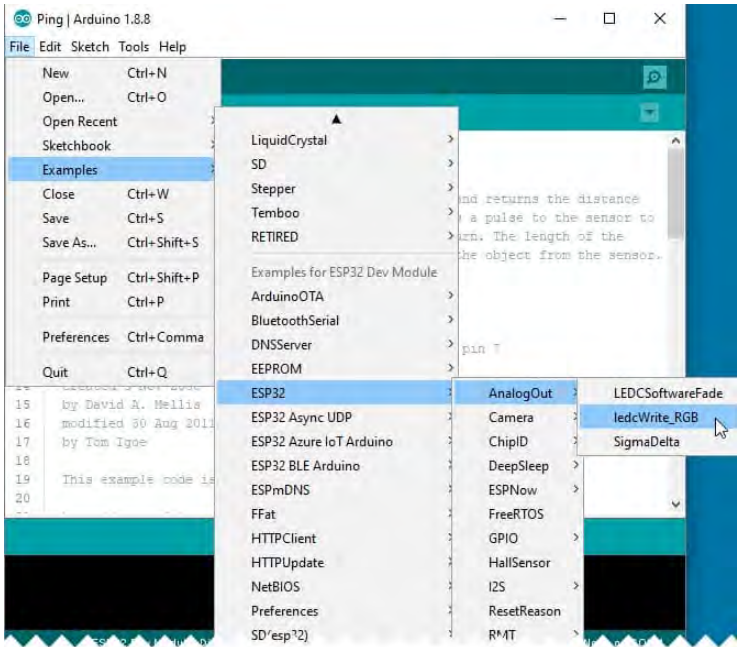 Ping | Arduino 1.8.8
File Edit Sketch Tools Help
New Ctrl+N
Open... Ctrl+O
Open Recent
Sketchbook
Examples
Close Ctrl+W
Save Ctrl+S
Save As... Ctrl+Shift+S
Page Setup Ctrl+Shift+P
Print Ctrl+P
Preferences Ctrl+Comma
Quit Ctrl+Q
LiquidCrystal
SD
Stepper
Temboo
RETIRED
Examples for ESP32 Dev Module
ArduinoOTA
BluetoothSerial
DNSServer
EEPROM
ESP32
ESP32 Async UDP
ESP32 Azure IoT Arduino
ESP32 BLE Arduino
ESPmDNS
FFat
HTTPClient
HTTPUpdate
NetBIOS
Preferences
SD(esp32)
AnalogOut
Camera
ChipID
DeepSleep
ESPNow
FreeRTOS
GPIO
HallSensor
I2S
ResetReason
RMT
LEDCSoftwareFade
ledcWrite_RGB
SigmaDelta
and returns the distance
a pulse to the sensor to
The length of the
the object from the sensor.
pin 7
15 by David A. Mellis
16 modified 30 Aug 2011
17 by Tom Igoe
18
19 This example code is
20